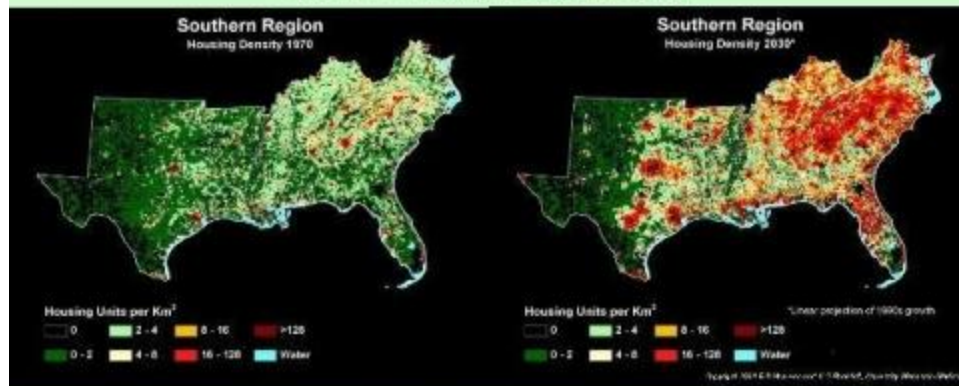 Southern Region
Housing Density 1970
Housing Units per Km²
0
2 - 4
8 - 16
>128
0 - 2
4 - 8
16 - 128
Water
Southern Region
Housing Density 2030*
*Linear projection of 1990s growth
Housing Units per Km²
0
2 - 4
8 - 16
>128
0 - 2
4 - 8
16 - 128
Water